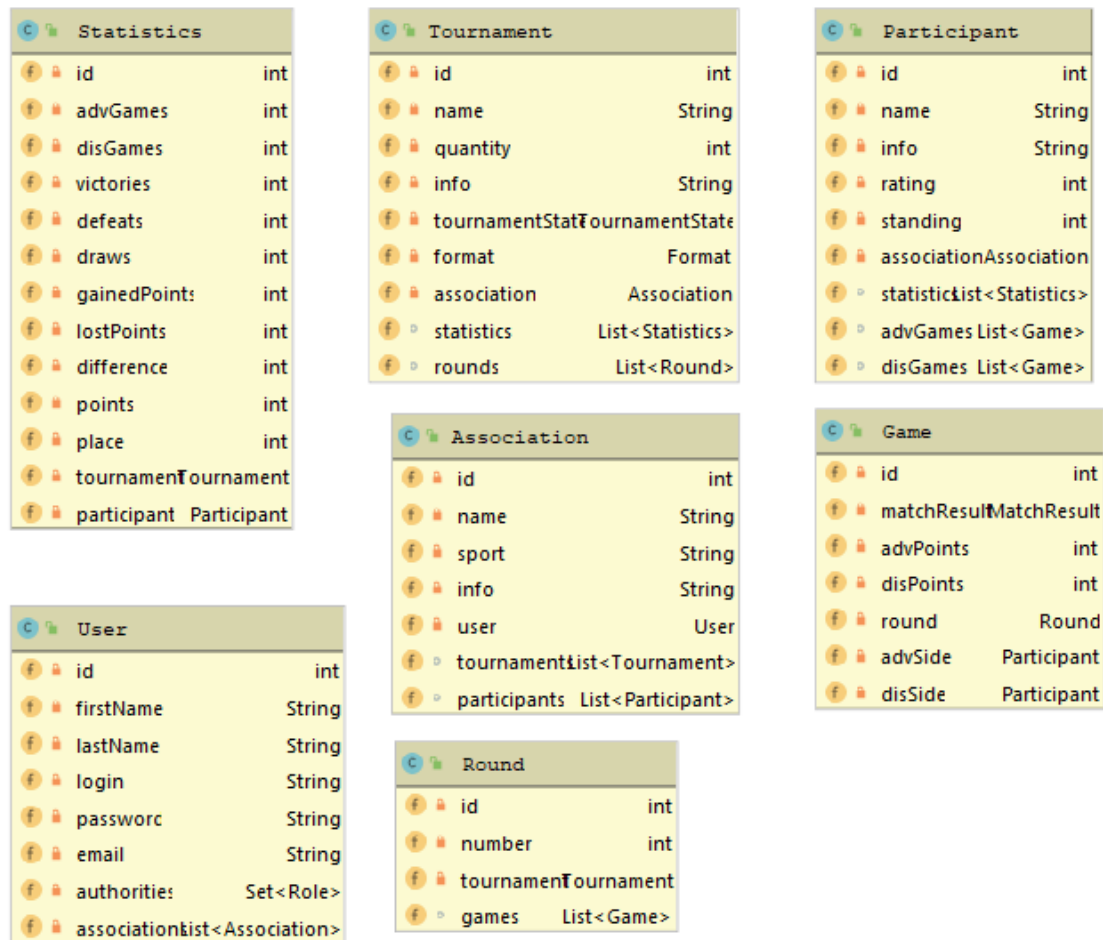 Statistics
id int
advGames int
disGames int
victories int
defeats int
draws int
gainedPoints int
lostPoints int
difference int
points int
place int
tournament Tournament
participant Participant
Tournament
id int
name String
quantity int
info String
tournamentState TournamentState
format Format
association Association
statistics List<Statistics>
rounds List<Round>
Participant
id int
name String
info String
rating int
standing int
association Association
statistics List<Statistics>
advGames List<Game>
disGames List<Game>
Association
id int
name String
sport String
info String
user User
tournaments List<Tournament>
participants List<Participant>
Game
id int
matchResult MatchResult
advPoints int
disPoints int
round Round
advSide Participant
disSide Participant
User
id int
firstName String
lastName String
login String
password String
email String
authorities Set<Role>
associations List<Association>
Round
id int
number int
tournament Tournament
games List<Game>